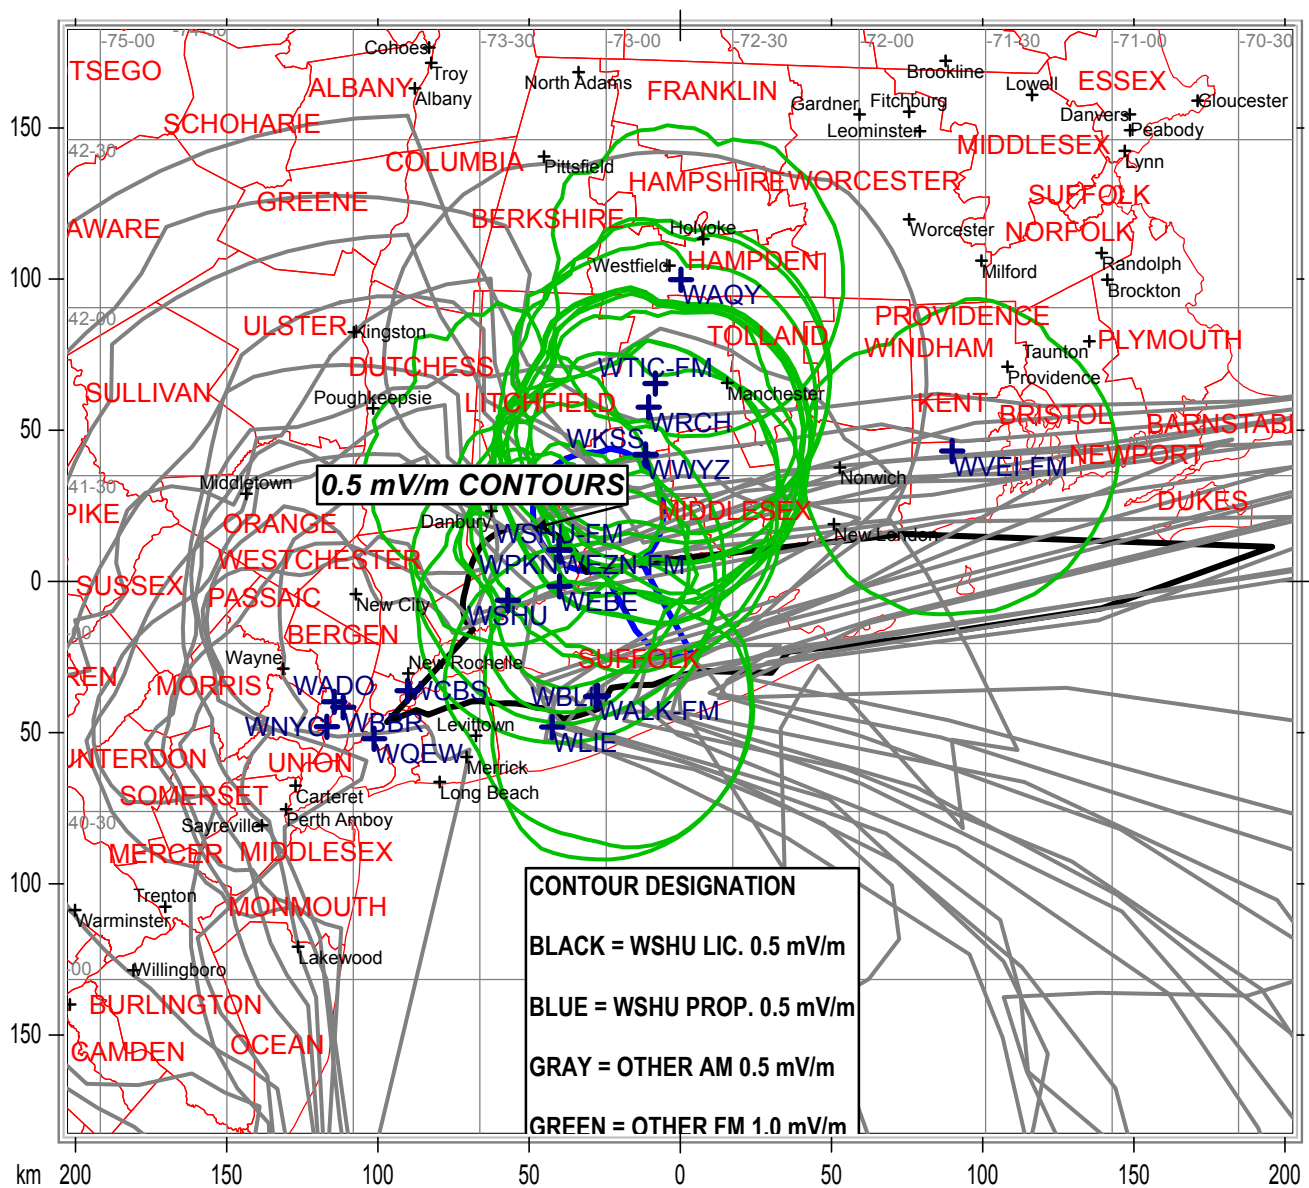 -75-00
-73-30
-73-00
-72-30
-72-00
-71-30
-71-00
-70-30
Cohoes
Troy
Albany
TSEGO
ALBANY
North Adams
FRANKLIN
Brookline
Lowell
ESSEX
Gardner
Fitchburg
Leominster
Danvers
Gloucester
Peabody
Lynn
150
SCHOHARIE
42-30
COLUMBIA
Pittsfield
MIDDLESEX
HAMPSHIRE
WORCESTER
SUFFOLK
GREENE
BERKSHIRE
AWARE
Holyoke
Worcester
NORFOLK
Westfield
HAMPDEN
Milford
Randolph
Brockton
100
WAQY
42-00
ULSTER
Kingston
TOLLAND
PROVIDENCE
WINDHAM
PLYMOUTH
Taunton
Providence
DUTCHESS
WTIC-FM
Manchester
SULLIVAN
Poughkeepsie
LITCHFIELD
WRCH
KENT
BRISTOL
BARNSTABL
50
WKSS
WWYZ
WVEI-FM
NEWPORT
Norwich
41-30
Middletown
0.5 mV/m CONTOURS
PIKE
ORANGE
Danbury
MIDDLESEX
DUKES
WSHU-FM
New London
WESTCHESTER
WPKN
WEZN-FM
0
SUSSEX
PASSAIC
New City
WSHU
WEBE
BERGEN
Wayne
New Rochelle
SUFFOLK
REN
MORRIS
WADO
WCBS
WBLI
WALK-FM
WNYC
WBBR
Levittown
WLIE
50
UNTERDON
UNION
WQEW
Merrick
Long Beach
SOMERSET
Carteret
Perth Amboy
40-30
Sayreville
MERCER
MIDDLESEX
CONTOUR DESIGNATION
100
Trenton
Warminster
MONMOUTH
BLACK = WSHU LIC. 0.5 mV/m
Lakewood
Willingboro
-00
BURLINGTON
BLUE = WSHU PROP. 0.5 mV/m
150
OCEAN
CAMDEN
GRAY = OTHER AM 0.5 mV/m
GREEN = OTHER FM 1.0 mV/m
km
200
150
100
50
0
50
100
150
200